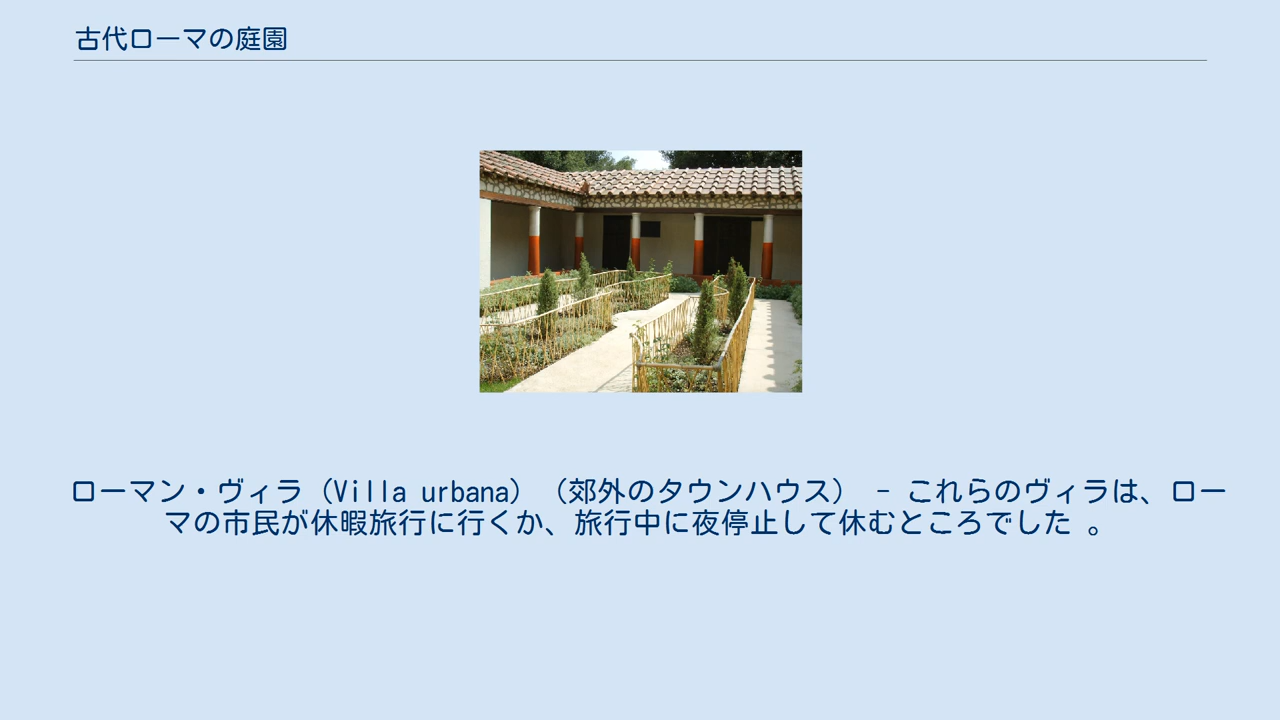 古代ローマの庭園
ローマン・ヴィラ（Villa urbana）（郊外のタウンハウス） - これらのヴィラは、ロー
マの市民が休暇旅行に行くか、旅行中に夜停止して休むところでした 。